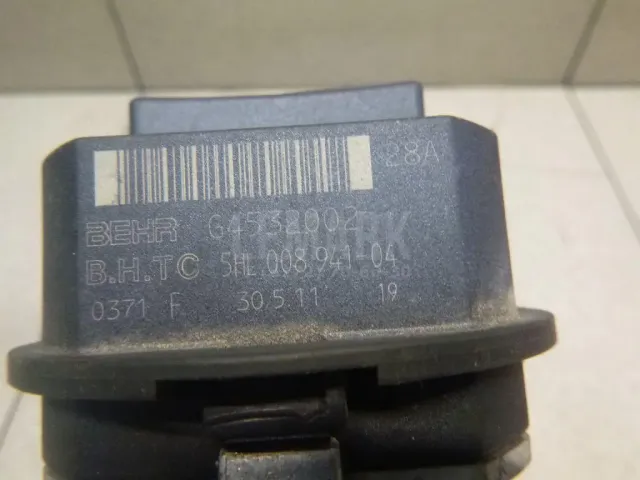 28A
BEHR G4532002
B.H.T C 5HL 008 941 04
0371 F 30.5.11 19